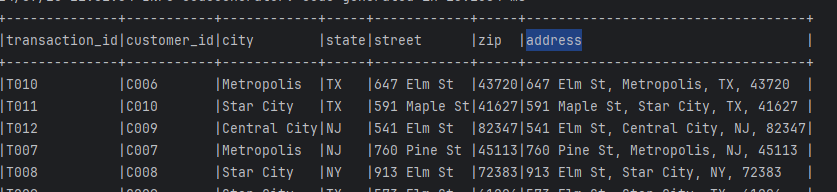 +--------------+-----------+------------+-----+------------+-----+-----------------------------------+
|transaction_id|customer_id|city        |state|street      |zip  |address                            |
+--------------+-----------+------------+-----+------------+-----+-----------------------------------+
|T010          |C006       |Metropolis  |TX   |647 Elm St  |43720|647 Elm St, Metropolis, TX, 43720  |
|T011          |C010       |Star City   |TX   |591 Maple St|41627|591 Maple St, Star City, TX, 41627 |
|T012          |C009       |Central City|NJ   |541 Elm St  |82347|541 Elm St, Central City, NJ, 82347|
|T007          |C007       |Metropolis  |NJ   |760 Pine St |45113|760 Pine St, Metropolis, NJ, 45113 |
|T008          |C008       |Star City   |NY   |913 Elm St  |72383|913 Elm St, Star City, NY, 72383   |